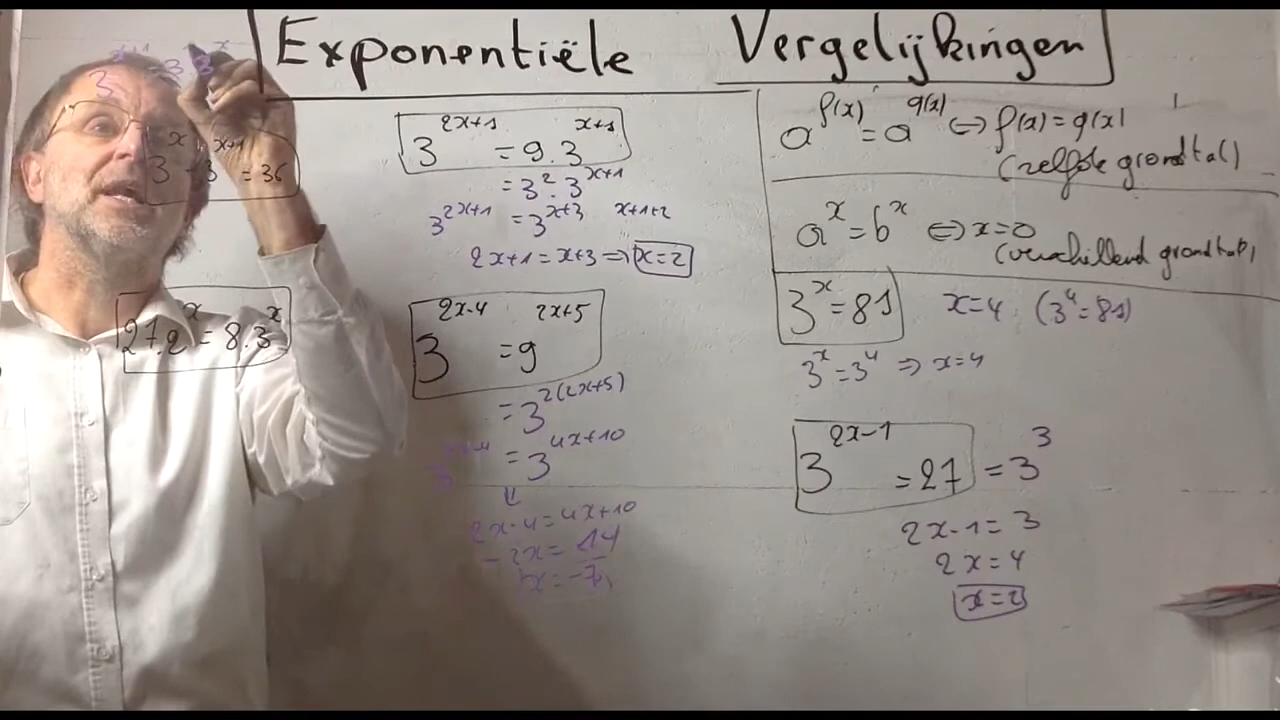 Exponentiële Vergelijkingen
3^{x+1} = 3 3^x
3^x + 3^{x+1} = 36
27.2^x = 8.3^x
3^{2x+1} = 9.3^{x+1}
= 3^2.3^{x+1}
3^{2x+1} = 3^{x+3} x+1+2
2x+1 = x+3 ⇒ x=2
3^{2x-4} = 9^{2x+5}
= 3^{2(2x+5)}
= 3^{4x+10}
⇓
2x-4 = 4x+10
-2x = 14
x = -7
a^{f(x)} = a^{g(x)} ⇔ f(x) = g(x)
(zelfde grondtal)
a^x = b^x ⇔ x=0
(verschillend grondtal)
3^x = 81 x=4 (3^4=81)
3^x = 3^4 ⇒ x=4
3^{2x-1} = 27 = 3^3
2x-1 = 3
2x = 4
x=2